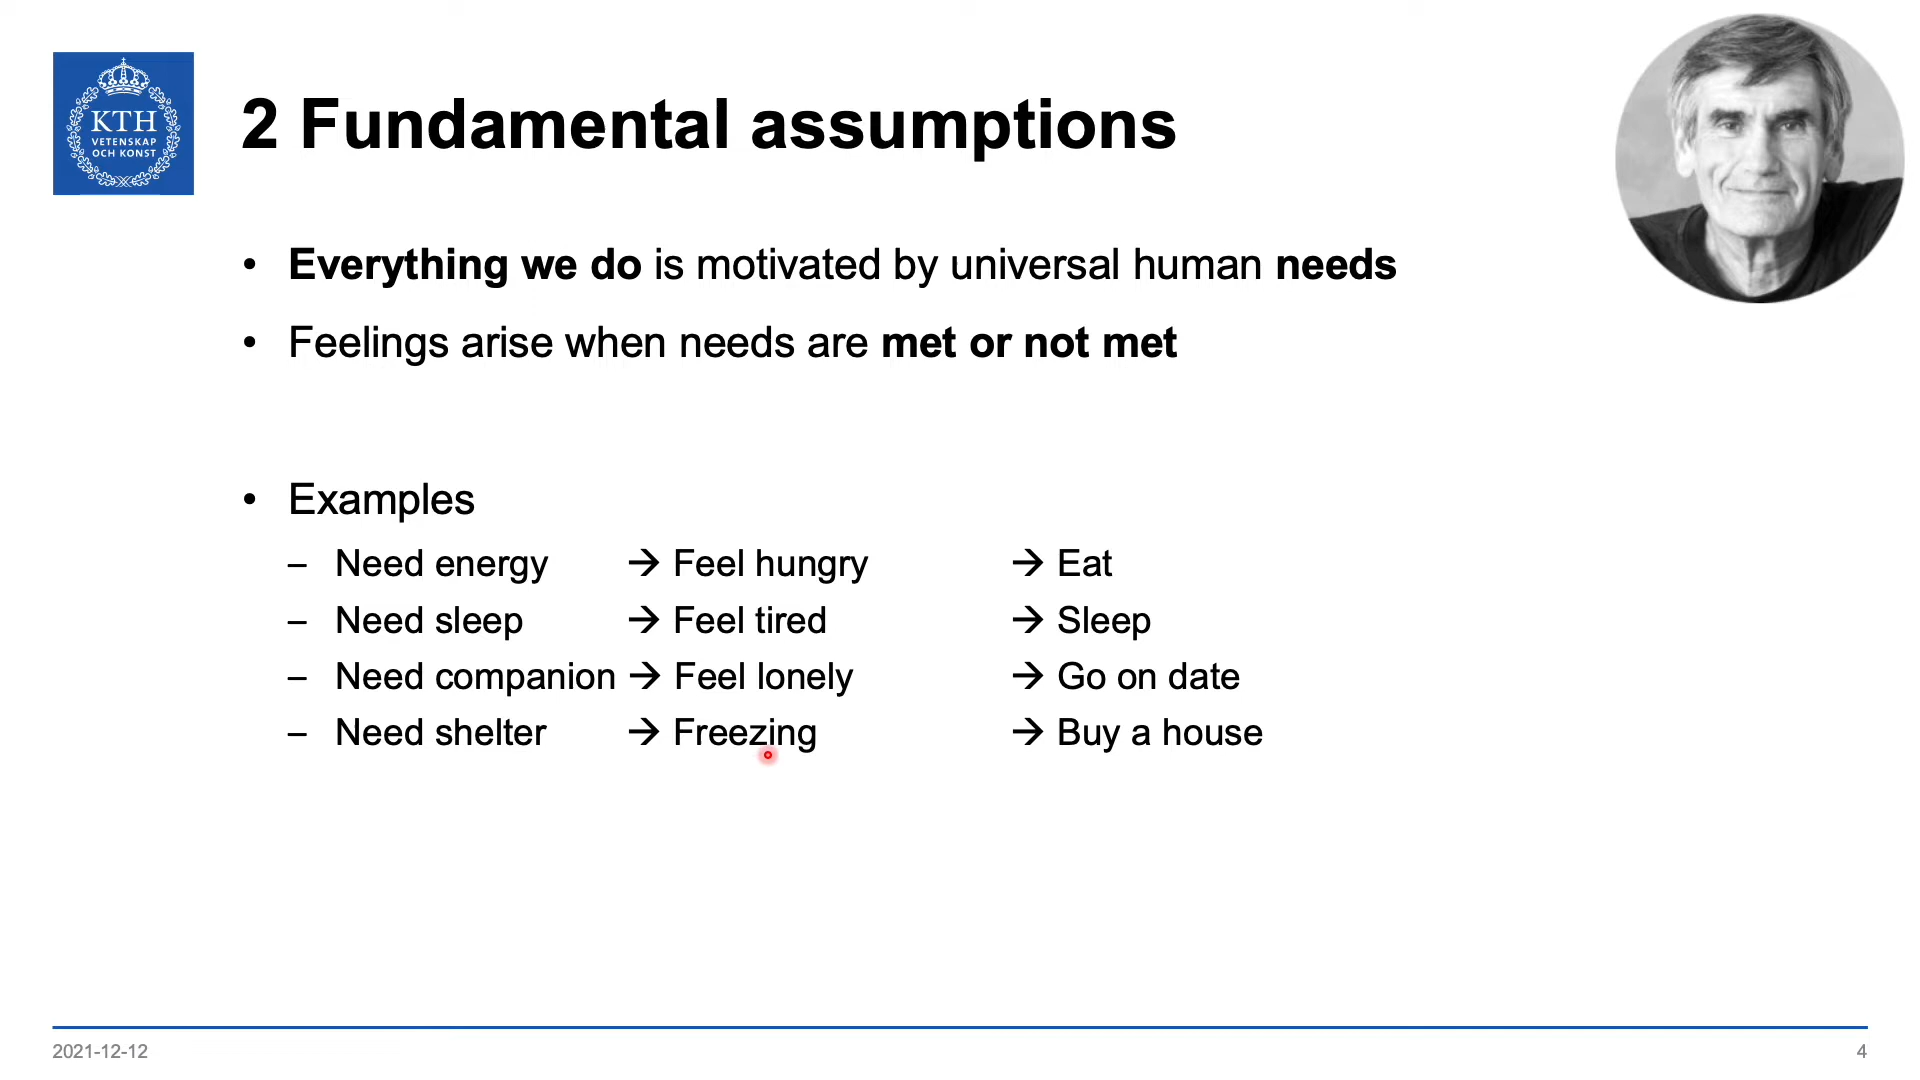 KTH
VETENSKAP
OCH KONST
2 Fundamental assumptions
• Everything we do is motivated by universal human needs
• Feelings arise when needs are met or not met
• Examples
– Need energy → Feel hungry → Eat
– Need sleep → Feel tired → Sleep
– Need companion → Feel lonely → Go on date
– Need shelter → Freezing → Buy a house
2021-12-12 4